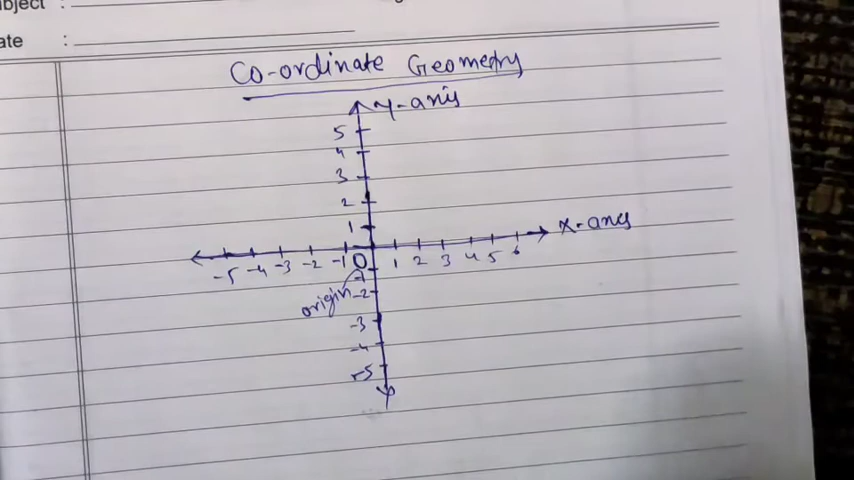 bject :
ate :
Co-ordinate Geometry
Y-axis
5
4
3
2
1
X-axis
-5 -4 -3 -2 -1 0 1 2 3 4 5 6
origin
-1
-2
-3
-4
-5